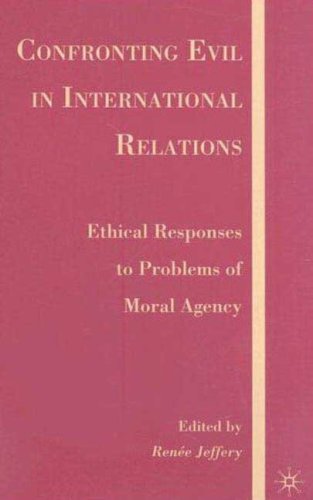 CONFRONTING EVIL
IN INTERNATIONAL
RELATIONS
Ethical Responses
to Problems of
Moral Agency
Edited by
Renée Jeffery